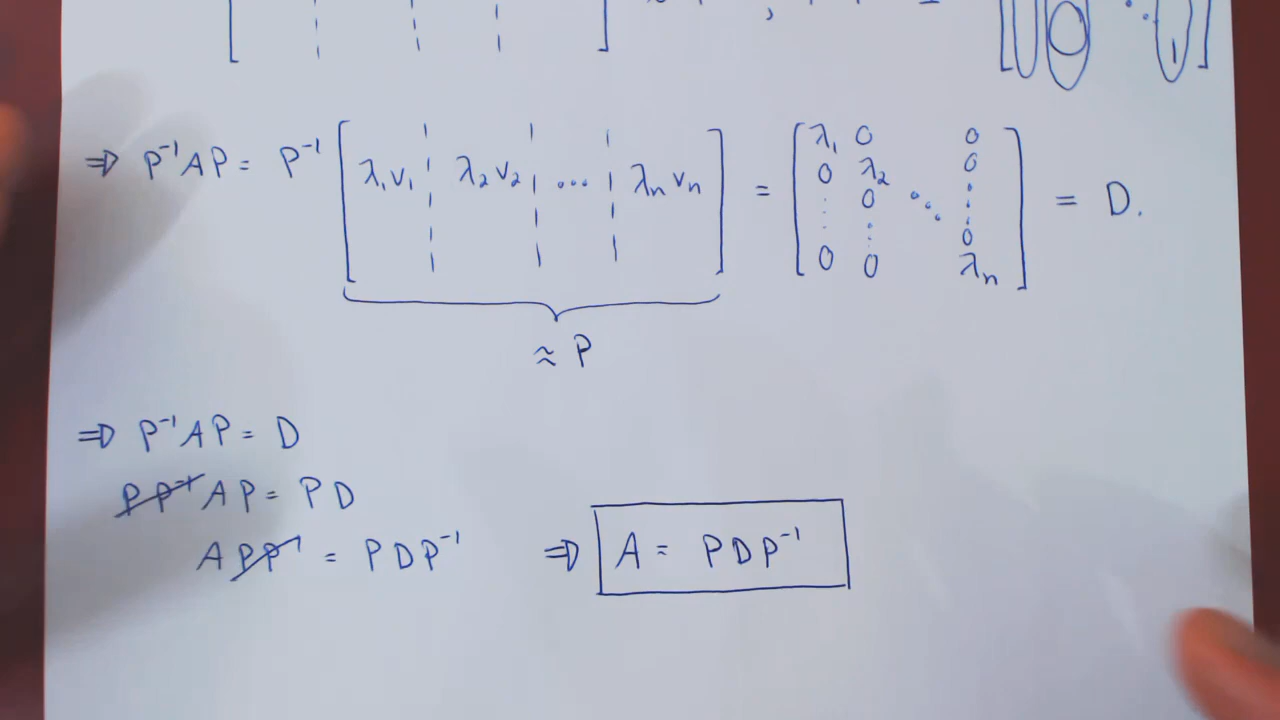 ⇒ P⁻¹AP = P⁻¹ [ λ₁v₁ ¦ λ₂v₂ ¦ ... ¦ λₙvₙ ] = [ λ₁ 0 0 0 λ₂ 0 ⋮ 0 ⋱ ⋮ ⋮ 0 0 0 λₙ ] = D.
≈ P
⇒ P⁻¹AP = D
PP⁻¹AP = PD
APP⁻¹ = PDP⁻¹ ⇒ A = PDP⁻¹